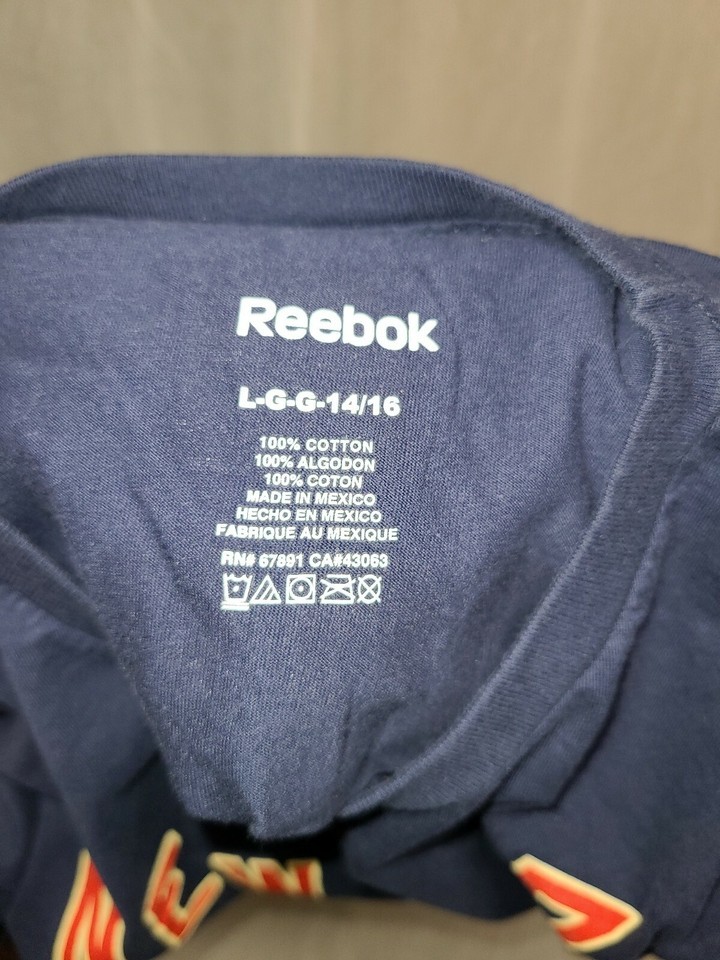 Reebok
L-G-G-14/16
100% COTTON
100% ALGODON
100% COTON
MADE IN MEXICO
HECHO EN MEXICO
FABRIQUE AU MEXIQUE
RN# 67891 CA#43063
NEW